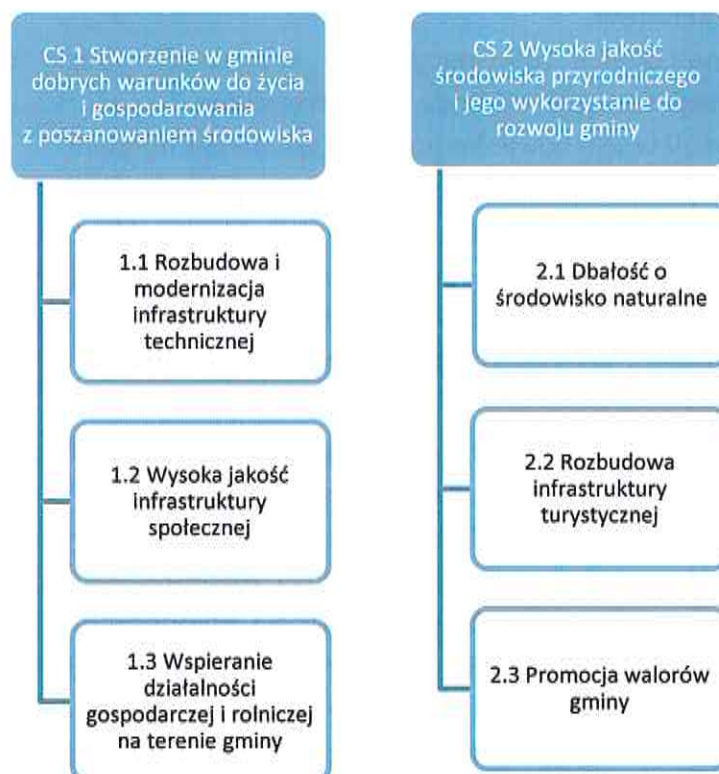 CS 1 Stworzenie w gminie
dobrych warunków do życia
i gospodarowania
z poszanowaniem środowiska
1.1 Rozbudowa i
modernizacja
infrastruktury
technicznej
1.2 Wysoka jakość
infrastruktury
społecznej
1.3 Wspieranie
działalności
gospodarczej i rolniczej
na terenie gminy
CS 2 Wysoka jakość
środowiska przyrodniczego
i jego wykorzystanie do
rozwoju gminy
2.1 Dbałość o
środowisko naturalne
2.2 Rozbudowa
infrastruktury
turystycznej
2.3 Promocja walorów
gminy